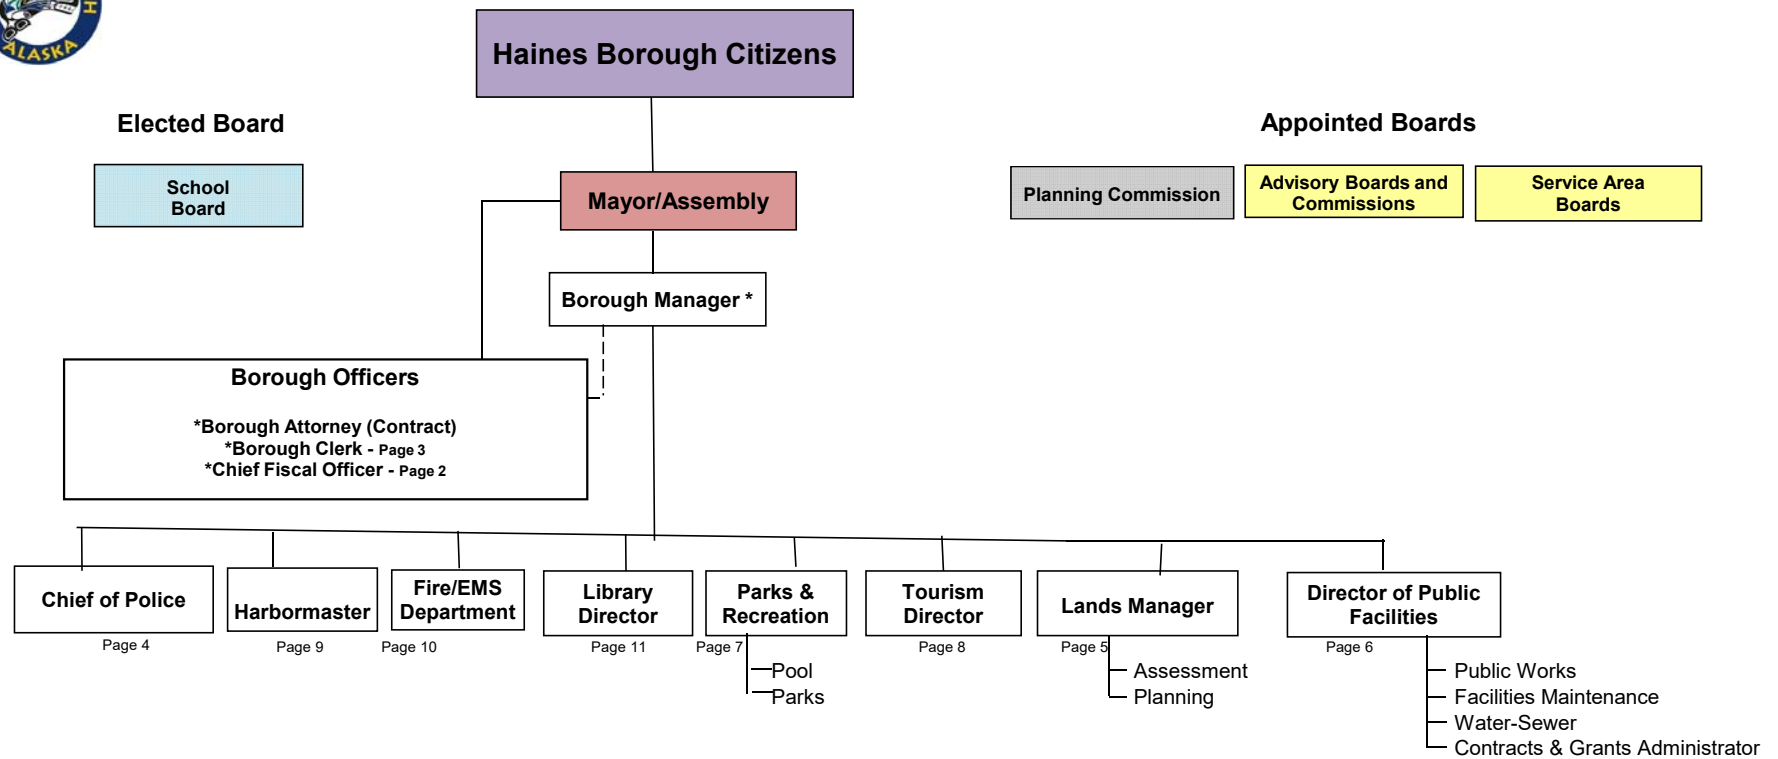 H
ALASKA
Haines Borough Citizens
Elected Board
Appointed Boards
School
Board
Mayor/Assembly
Planning Commission
Advisory Boards and
Commissions
Service Area
Boards
Borough Manager *
Borough Officers
*Borough Attorney (Contract)
*Borough Clerk - Page 3
*Chief Fiscal Officer - Page 2
Chief of Police
Page 4
Harbormaster
Page 9
Fire/EMS
Department
Page 10
Library
Director
Page 11
Parks &
Recreation
Page 7
Pool
Parks
Tourism
Director
Page 8
Lands Manager
Page 5
Assessment
Planning
Director of Public
Facilities
Page 6
Public Works
Facilities Maintenance
Water-Sewer
Contracts & Grants Administrator